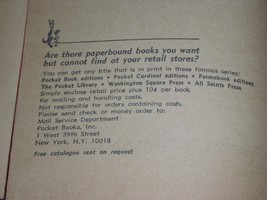 Are there paperbound books you want
but cannot find at your retail stores?
You can get any title that is in print in these famous series:
Pocket Book editions • Pocket Cardinal editions • Permabook editions
The Pocket Library • Washington Square Press • All Saints Press
Simply enclose retail price plus 10¢ per book
for mailing and handling costs.
Not responsible for orders containing cash.
Please send check or money order to:
Mail Service Department
Pocket Books, Inc.
1 West 39th Street
New York, N.Y. 10018
Free catalogue sent on request